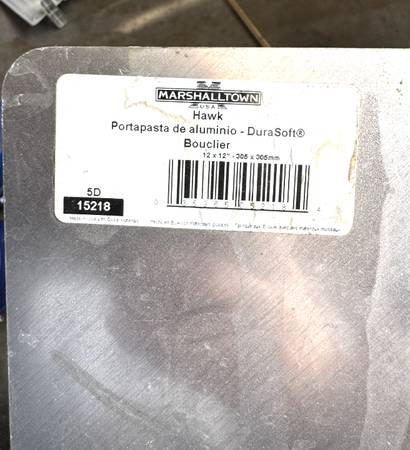 MARSHALLTOWN
USA
Hawk
Portapasta de aluminio - DuraSoft®
Bouclier
12 x 12" - 305 x 305mm
5D
15218